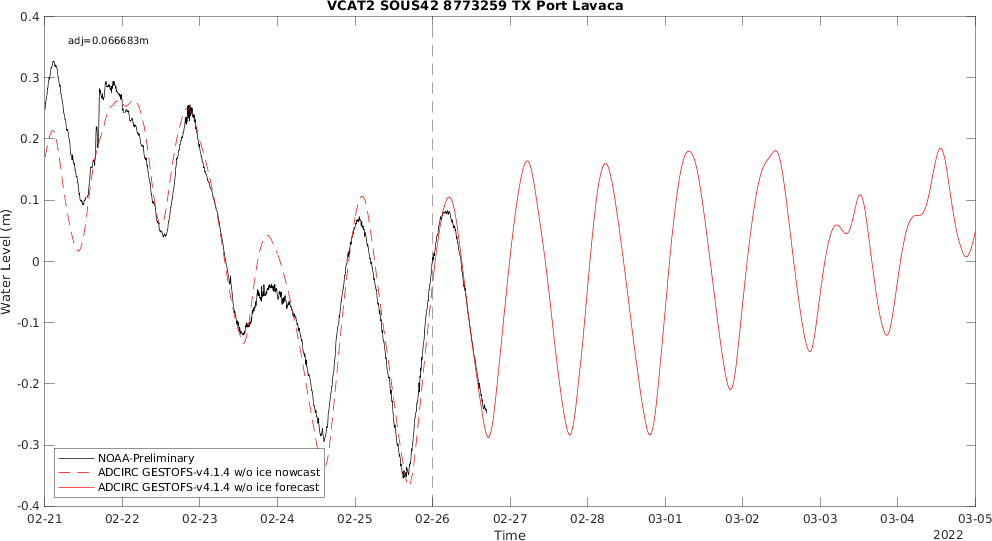 VCAT2 SOUS42 8773259 TX Port Lavaca
adj=0.066683m
0.4
0.3
0.2
0.1
0
-0.1
-0.2
-0.3
-0.4
Water Level (m)
NOAA-Preliminary
ADCIRC GESTOFS-v4.1.4 w/o ice nowcast
ADCIRC GESTOFS-v4.1.4 w/o ice forecast
02-21 02-22 02-23 02-24 02-25 02-26 02-27 02-28 03-01 03-02 03-03 03-04 03-05
Time
2022